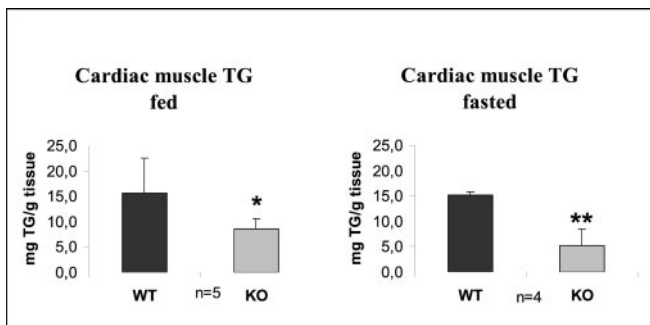 Cardiac muscle TG
fed
mg TG/g tissue
25,0
20,0
15,0
10,0
5,0
0,0
*
WT
n=5
KO
Cardiac muscle TG
fasted
mg TG/g tissue
25,0
20,0
15,0
10,0
5,0
0,0
**
WT
n=4
KO